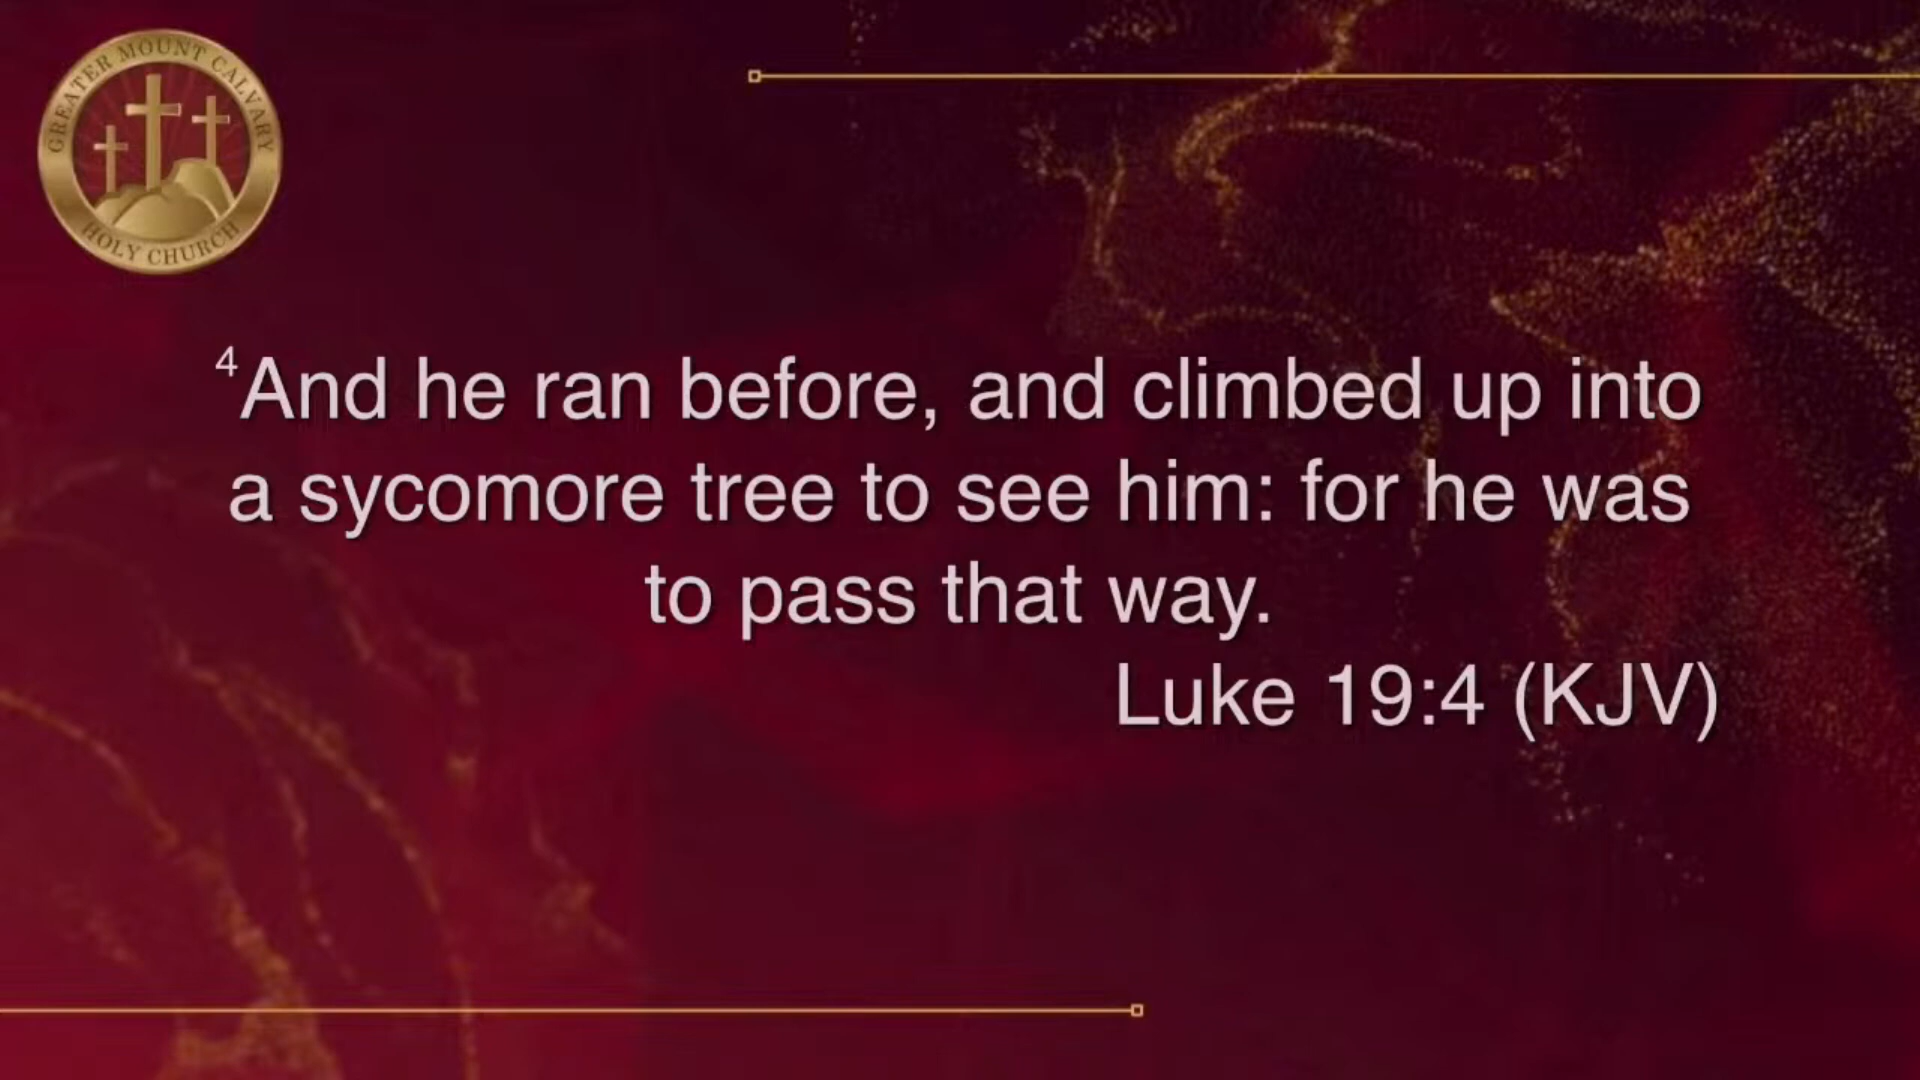 GREATER MOUNT CALVARY
HOLY CHURCH
4And he ran before, and climbed up into
a sycomore tree to see him: for he was
to pass that way.
Luke 19:4 (KJV)